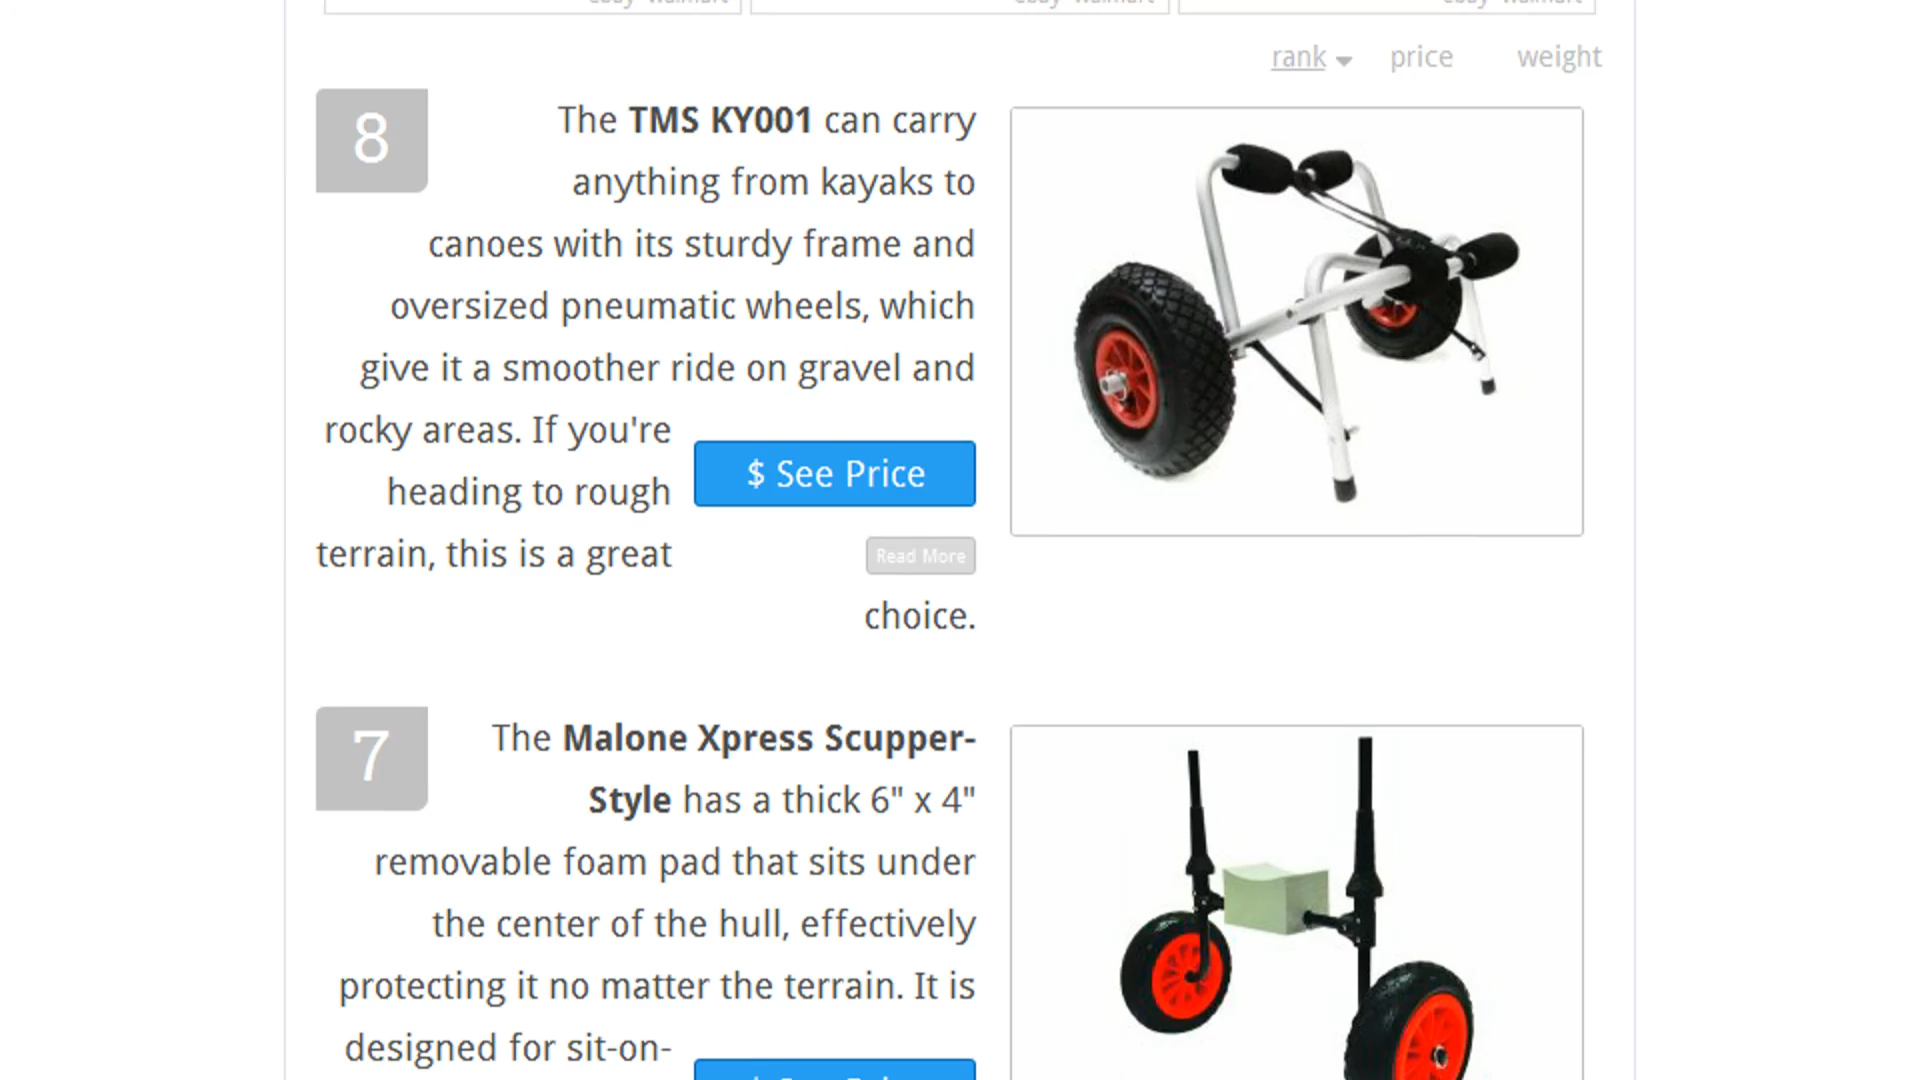 rank price weight
8
The TMS KY001 can carry
anything from kayaks to
canoes with its sturdy frame and
oversized pneumatic wheels, which
give it a smoother ride on gravel and
rocky areas. If you're
heading to rough
terrain, this is a great
choice.
$ See Price
Read More
7
The Malone Xpress Scupper-
Style has a thick 6" x 4"
removable foam pad that sits under
the center of the hull, effectively
protecting it no matter the terrain. It is
designed for sit-on-